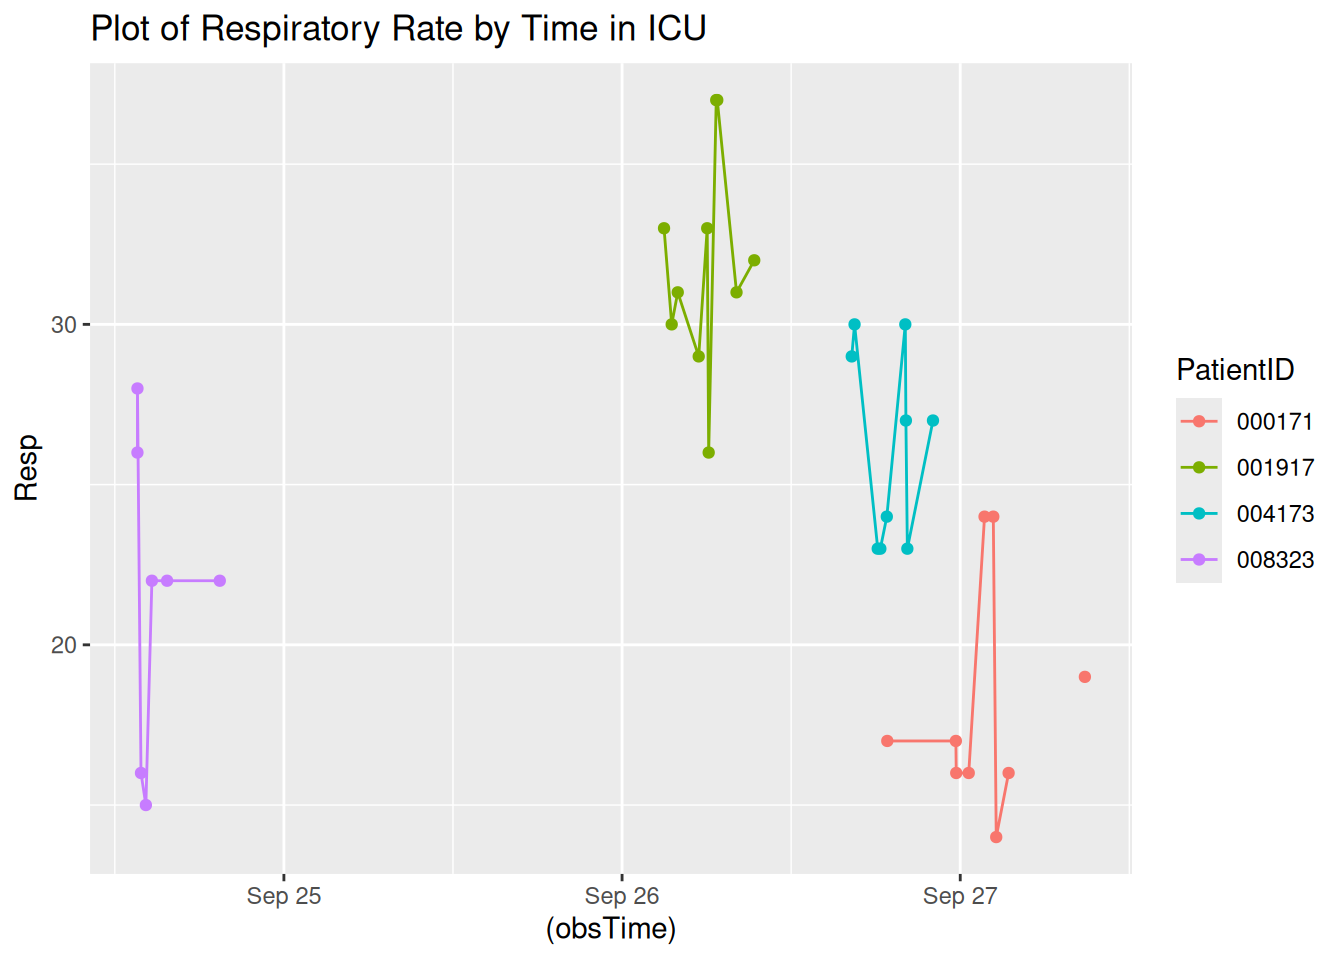 Plot of Respiratory Rate by Time in ICU
30
20
Resp
Sep 25
Sep 26
Sep 27
(obsTime)
PatientID
000171
001917
004173
008323